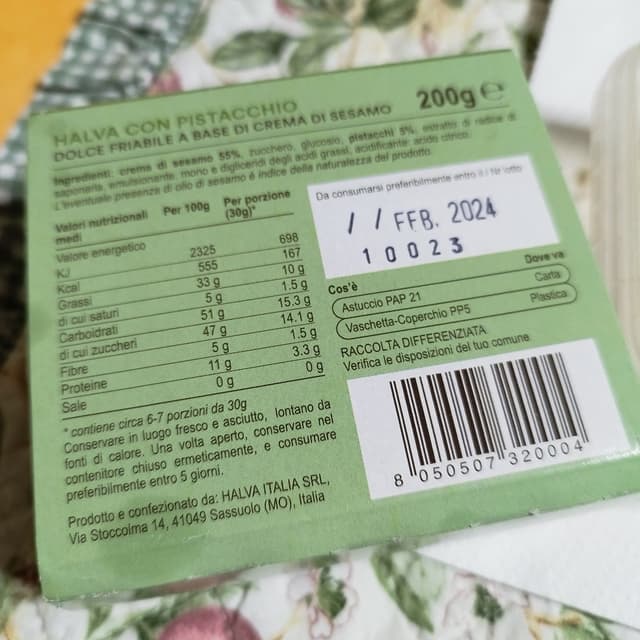 HALVA CON PISTACCHIO
200g ℮
DOLCE FRIABILE A BASE DI CREMA DI SESAMO
Ingredienti: crema di sesamo 55%, zucchero, glucosio, pistacchi 5%, estratto di radice di
saponaria, emulsionante: mono e digliceridi degli acidi grassi, acidificante: acido citrico.
L'eventuale presenza di olio di sesamo è indice della naturalezza del prodotto.
Valori nutrizionali medi Per 100g Per porzione (30g)*
Valore energetico
KJ 2325 698
Kcal 555 167
Grassi 33 g 10 g
di cui saturi 5 g 1.5 g
Carboidrati 51 g 15.3 g
di cui zuccheri 47 g 14.1 g
Fibre 5 g 1.5 g
Proteine 11 g 3.3 g
Sale 0 g 0 g
* contiene circa 6-7 porzioni da 30g
Conservare in luogo fresco e asciutto, lontano da
fonti di calore. Una volta aperto, conservare nel
contenitore chiuso ermeticamente, e consumare
preferibilmente entro 5 giorni.
Prodotto e confezionato da: HALVA ITALIA SRL,
Via Stoccolma 14, 41049 Sassuolo (MO), Italia
Da consumarsi preferibilmente entro il / Nr lotto
/ / FEB. 2024
10023
Cos'è Dove va
Astuccio PAP 21 Carta
Vaschetta-Coperchio PP5 Plastica
RACCOLTA DIFFERENZIATA
Verifica le disposizioni del tuo comune
8 050507 320004